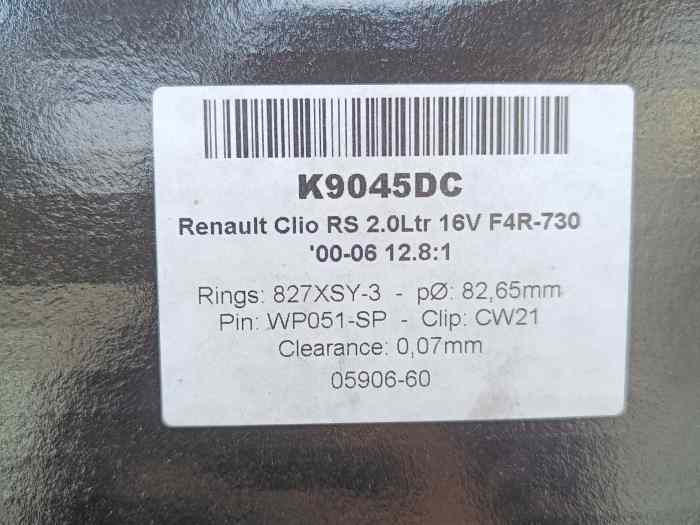 K9045DC
Renault Clio RS 2.0Ltr 16V F4R-730
'00-06 12.8:1
Rings: 827XSY-3 - pØ: 82,65mm
Pin: WP051-SP - Clip: CW21
Clearance: 0,07mm
05906-60